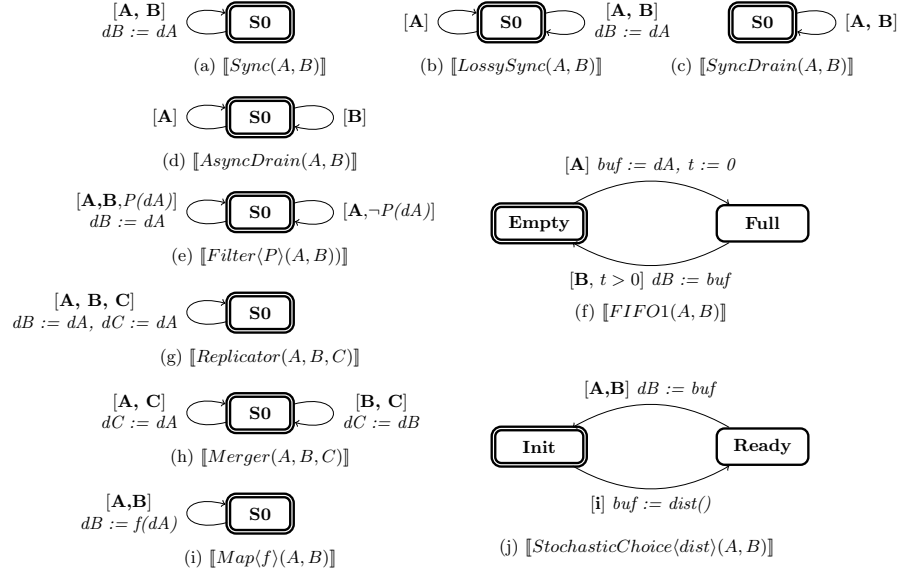 [A, B]
dB := dA
S0
(a) ⟦Sync(A, B)⟧
[A]
S0
[A, B]
dB := dA
(b) ⟦LossySync(A, B)⟧
S0
[A, B]
(c) ⟦SyncDrain(A, B)⟧
[A]
S0
[B]
(d) ⟦AsyncDrain(A, B)⟧
[A,B,P(dA)]
dB := dA
S0
[A,¬P(dA)]
(e) ⟦Filter⟨P⟩(A, B))⟧
[A] buf := dA, t := 0
Empty
Full
[B, t > 0] dB := buf
(f) ⟦FIFO1(A, B)⟧
[A, B, C]
dB := dA, dC := dA
S0
(g) ⟦Replicator(A, B, C)⟧
[A, C]
dC := dA
S0
[B, C]
dC := dB
(h) ⟦Merger(A, B, C)⟧
[A,B]
dB := f(dA)
S0
(i) ⟦Map⟨f⟩(A, B)⟧
[A,B] dB := buf
Init
Ready
[i] buf := dist()
(j) ⟦StochasticChoice⟨dist⟩(A, B)⟧